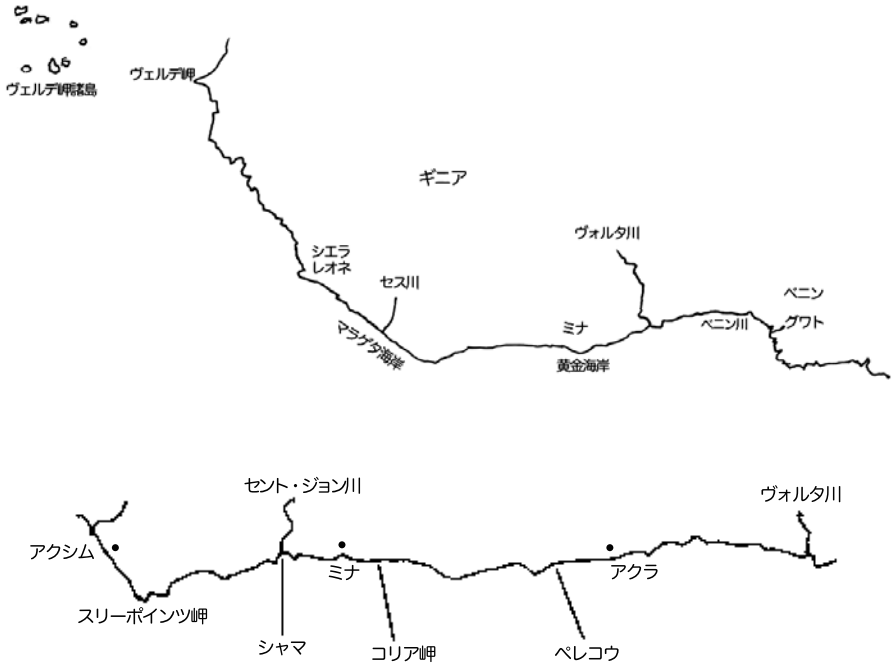 ヴェルデ岬
ヴェルデ岬諸島
ギニア
ヴォルタ川
シエラ
レオネ
セス川
ベニン
ミナ
ベニン川
グワト
マラゲタ海岸
黄金海岸
セント・ジョン川
ヴォルタ川
アクシム
ミナ
アクラ
スリーポインツ岬
シャマ
コリア岬
ペレコウ